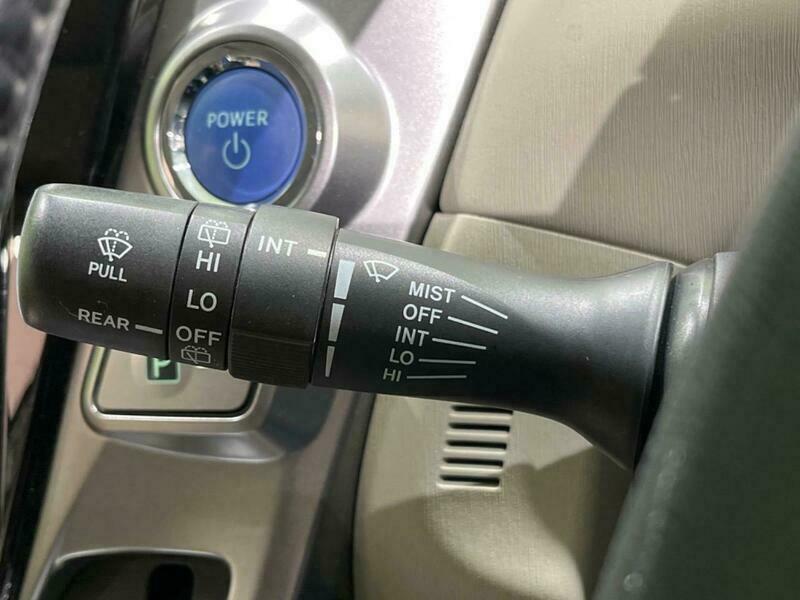 POWER
PULL
REAR
HI
LO
OFF
INT
MIST
OFF
INT
LO
HI
P